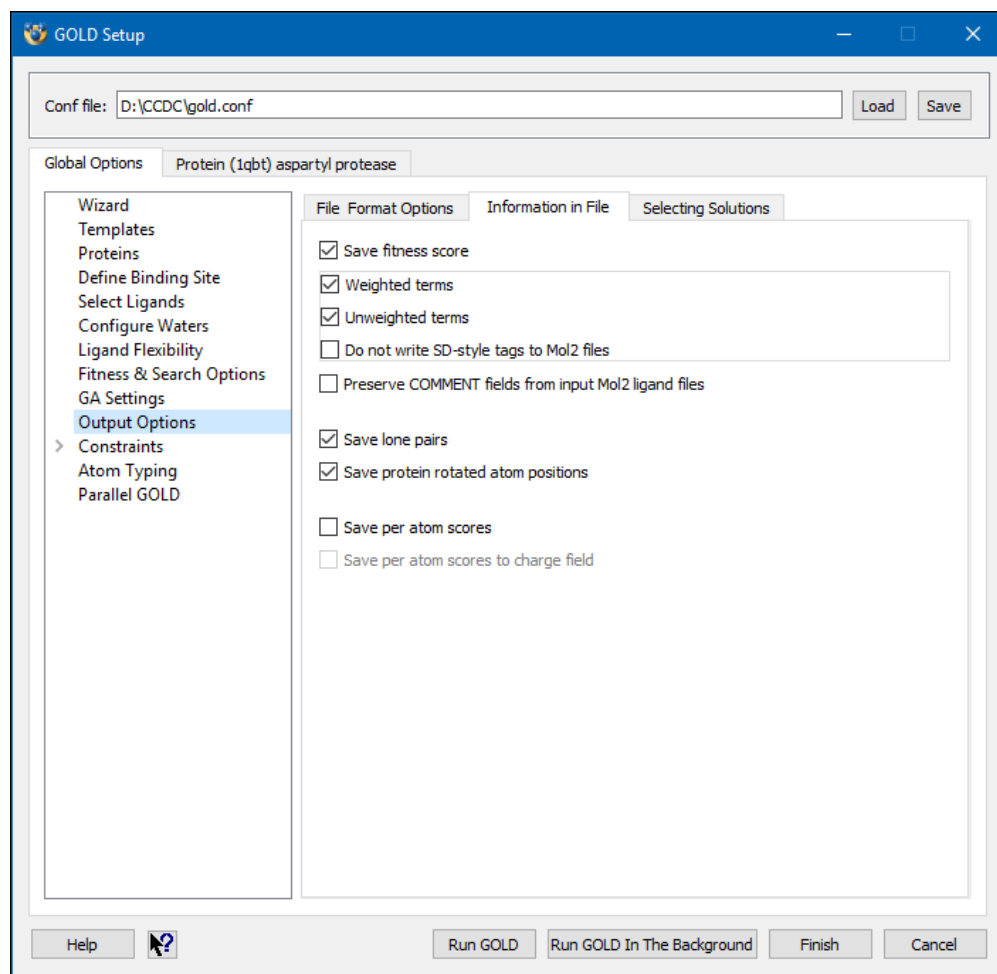 GOLD Setup
Conf file: D:\CCDC\gold.conf Load Save
Global Options Protein (1qbt) aspartyl protease
Wizard
Templates
Proteins
Define Binding Site
Select Ligands
Configure Waters
Ligand Flexibility
Fitness & Search Options
GA Settings
Output Options
Constraints
Atom Typing
Parallel GOLD
File Format Options Information in File Selecting Solutions
Save fitness score
Weighted terms
Unweighted terms
Do not write SD-style tags to Mol2 files
Preserve COMMENT fields from input Mol2 ligand files
Save lone pairs
Save protein rotated atom positions
Save per atom scores
Save per atom scores to charge field
Help ? Run GOLD Run GOLD In The Background Finish Cancel